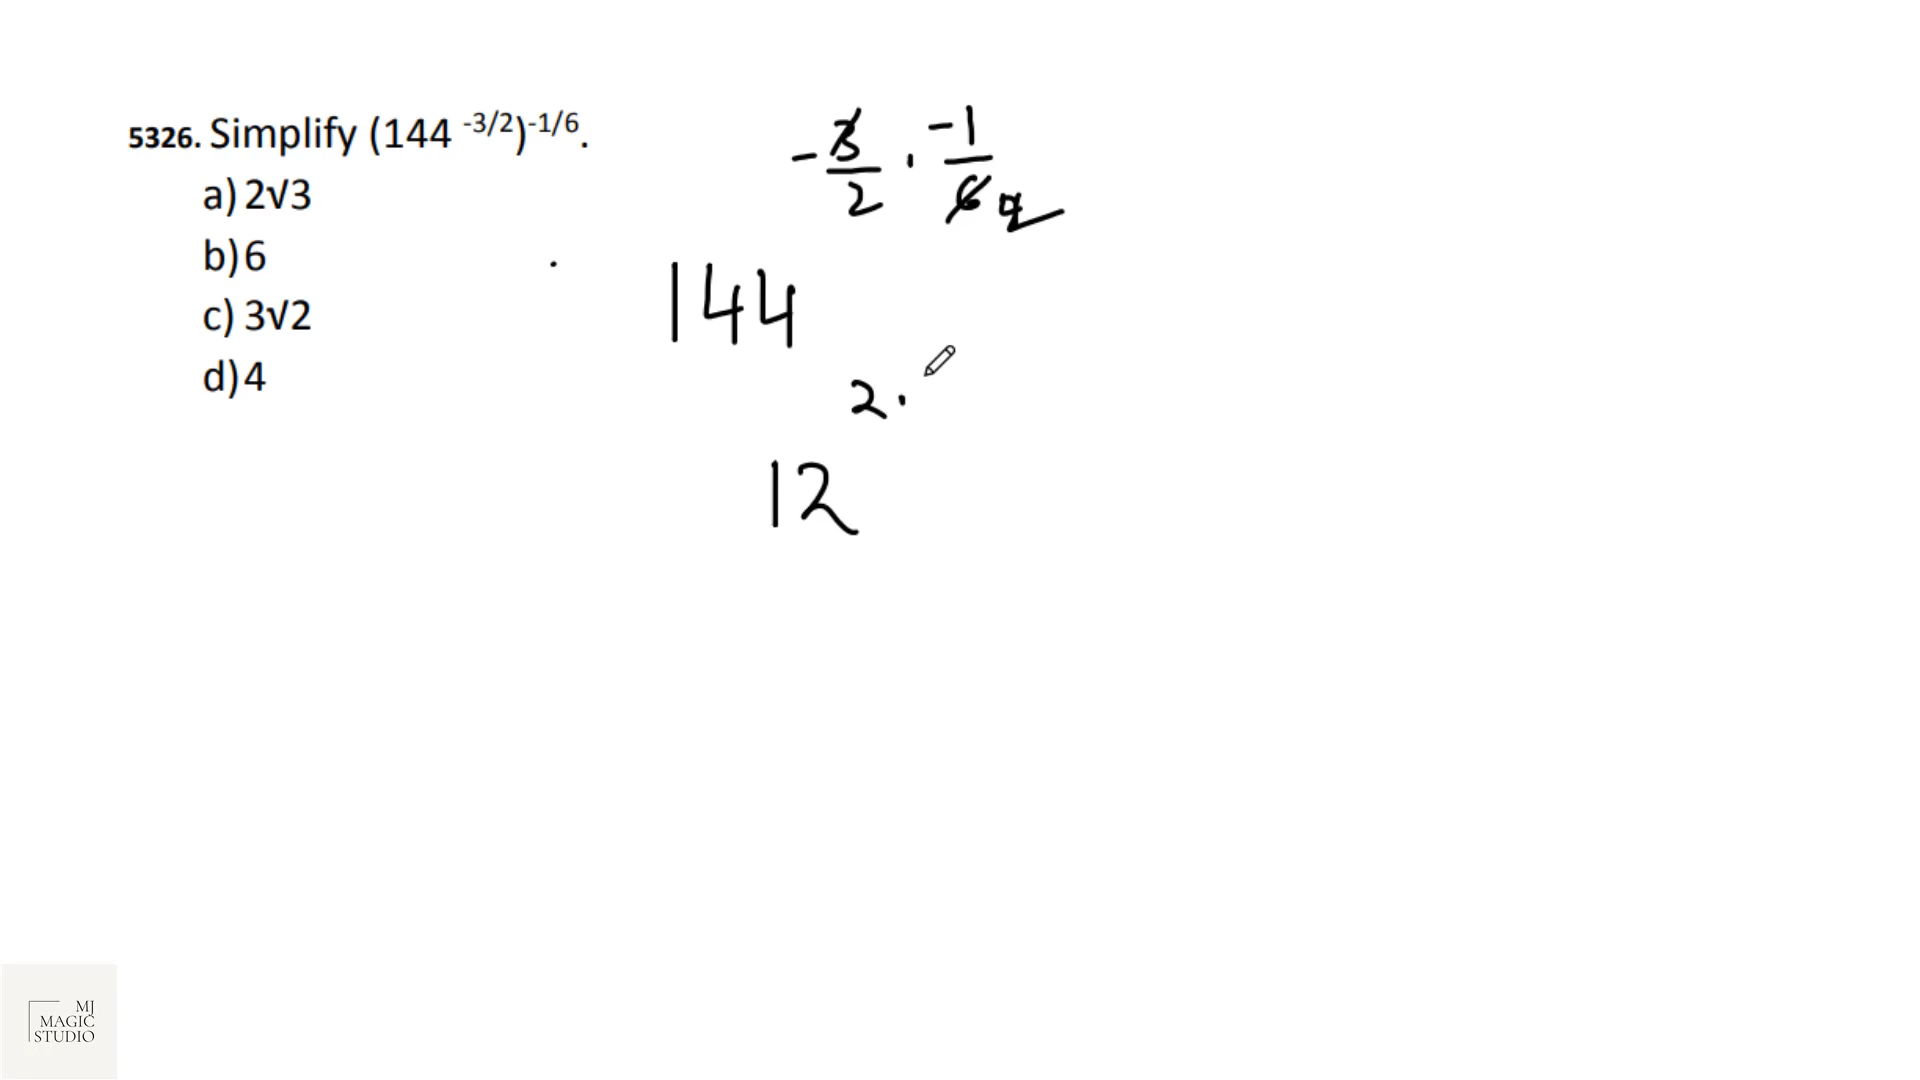 5326. Simplify (144 ^-3/2)^-1/6.
a) 2√3
b) 6
c) 3√2
d) 4
-3/2 · -1/6
144
2 ·
12
MJ
MAGIC
STUDIO